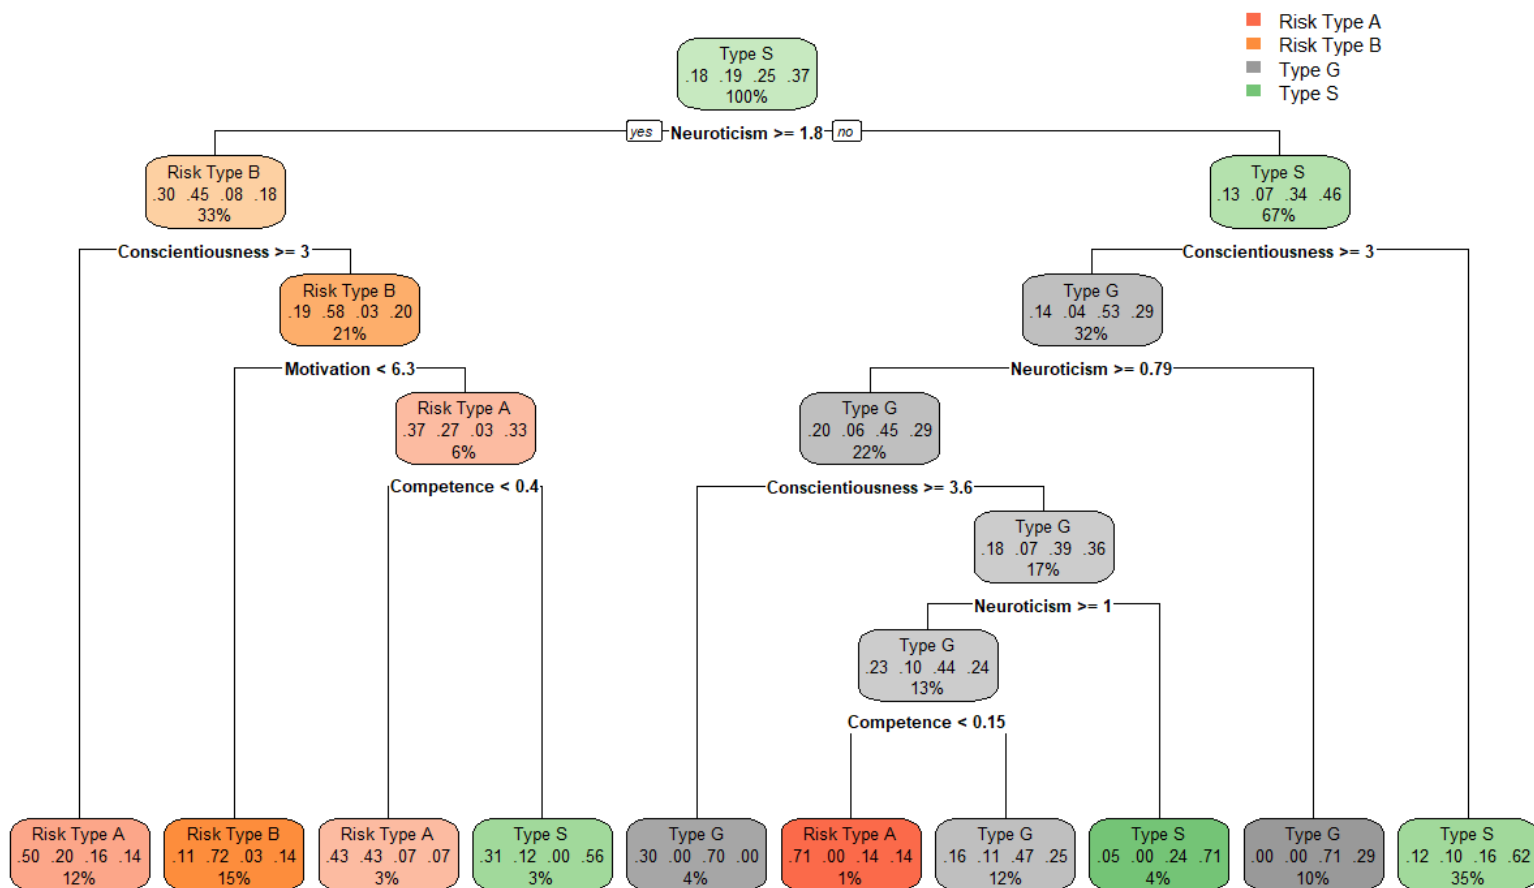 Risk Type A
Risk Type B
Type G
Type S
Type S
.18 .19 .25 .37
100%
yes Neuroticism >= 1.8 no
Risk Type B
.30 .45 .08 .18
33%
Type S
.13 .07 .34 .46
67%
Conscientiousness >= 3
Conscientiousness >= 3
Risk Type B
.19 .58 .03 .20
21%
Type G
.14 .04 .53 .29
32%
Motivation < 6.3
Neuroticism >= 0.79
Risk Type A
.37 .27 .03 .33
6%
Type G
.20 .06 .45 .29
22%
Competence < 0.4
Conscientiousness >= 3.6
Type G
.18 .07 .39 .36
17%
Neuroticism >= 1
Type G
.23 .10 .44 .24
13%
Competence < 0.15
Risk Type A
.50 .20 .16 .14
12%
Risk Type B
.11 .72 .03 .14
15%
Risk Type A
.43 .43 .07 .07
3%
Type S
.31 .12 .00 .56
3%
Type G
.30 .00 .70 .00
4%
Risk Type A
.71 .00 .14 .14
1%
Type G
.16 .11 .47 .25
12%
Type S
.05 .00 .24 .71
4%
Type G
.00 .00 .71 .29
10%
Type S
.12 .10 .16 .62
35%